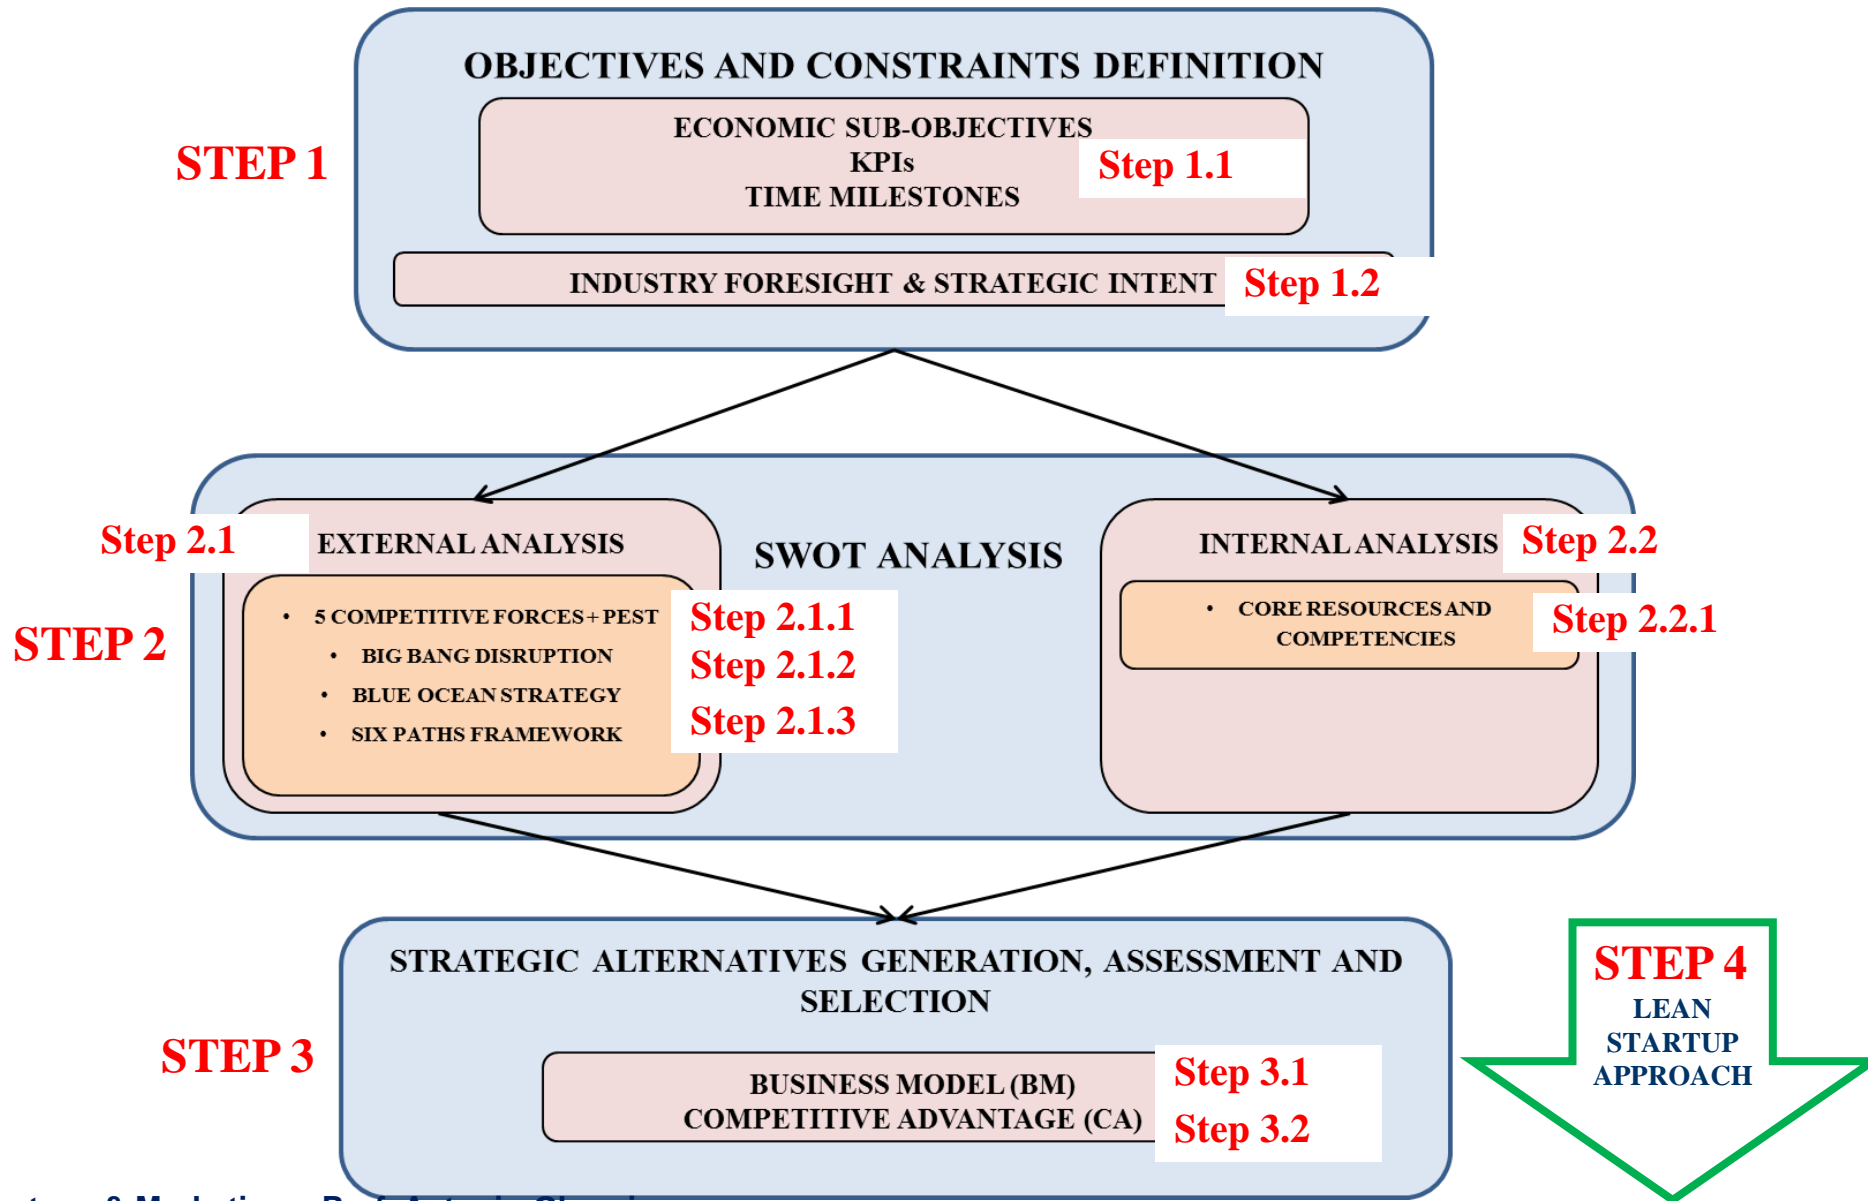 OBJECTIVES AND CONSTRAINTS DEFINITION
STEP 1
ECONOMIC SUB-OBJECTIVES
KPIs
TIME MILESTONES
Step 1.1
INDUSTRY FORESIGHT & STRATEGIC INTENT
Step 1.2
STEP 2
Step 2.1
EXTERNAL ANALYSIS
• 5 COMPETITIVE FORCES + PEST
• BIG BANG DISRUPTION
• BLUE OCEAN STRATEGY
• SIX PATHS FRAMEWORK
Step 2.1.1
Step 2.1.2
Step 2.1.3
SWOT ANALYSIS
INTERNAL ANALYSIS
Step 2.2
• CORE RESOURCES AND
COMPETENCIES
Step 2.2.1
STEP 3
STRATEGIC ALTERNATIVES GENERATION, ASSESSMENT AND
SELECTION
BUSINESS MODEL (BM)
COMPETITIVE ADVANTAGE (CA)
Step 3.1
Step 3.2
STEP 4
LEAN
STARTUP
APPROACH